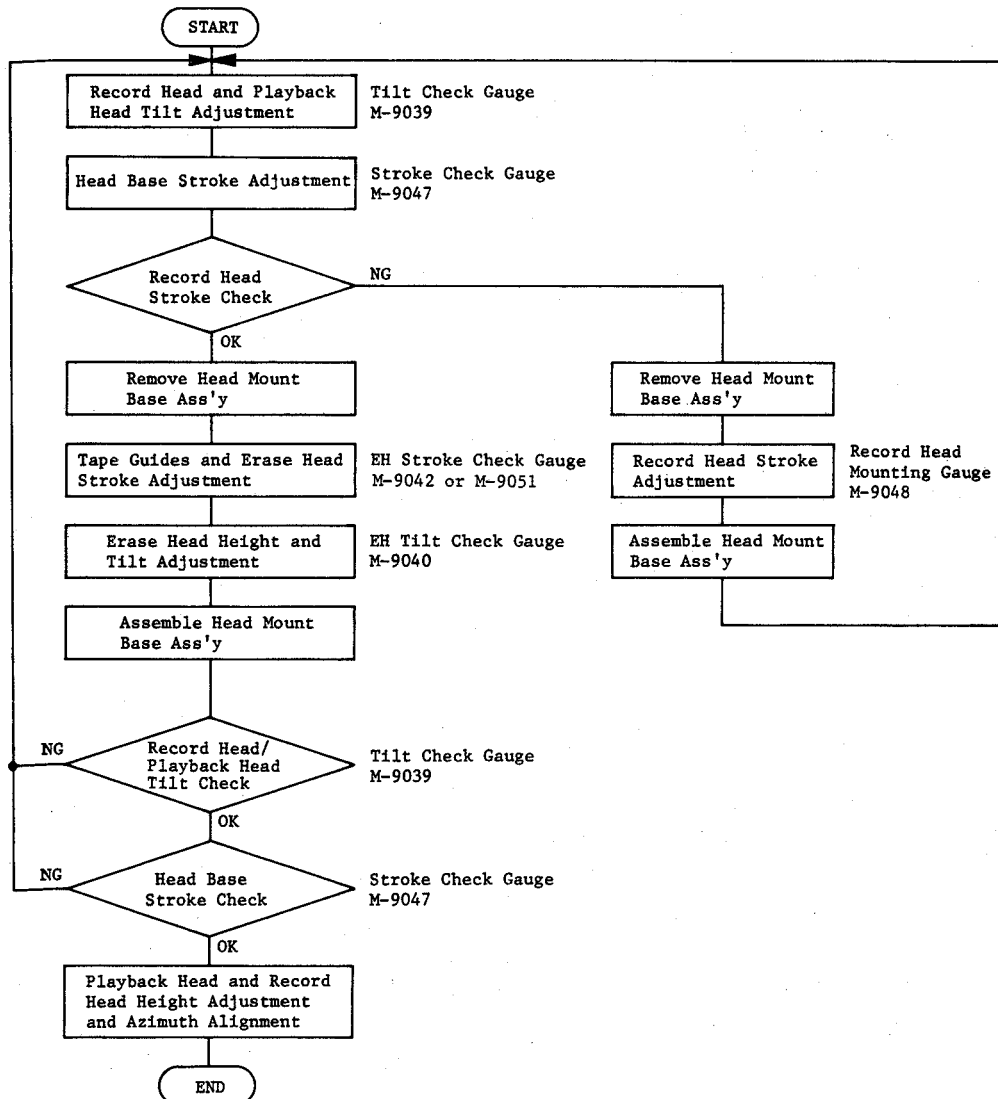 START
Record Head and Playback
Head Tilt Adjustment
Tilt Check Gauge
M-9039
Head Base Stroke Adjustment
Stroke Check Gauge
M-9047
Record Head
Stroke Check
NG
OK
Remove Head Mount
Base Ass'y
Tape Guides and Erase Head
Stroke Adjustment
EH Stroke Check Gauge
M-9042 or M-9051
Erase Head Height and
Tilt Adjustment
EH Tilt Check Gauge
M-9040
Assemble Head Mount
Base Ass'y
Remove Head Mount
Base Ass'y
Record Head Stroke
Adjustment
Record Head
Mounting Gauge
M-9048
Assemble Head Mount
Base Ass'y
NG
Record Head/
Playback Head
Tilt Check
Tilt Check Gauge
M-9039
OK
NG
Head Base
Stroke Check
Stroke Check Gauge
M-9047
OK
Playback Head and Record
Head Height Adjustment
and Azimuth Alignment
END